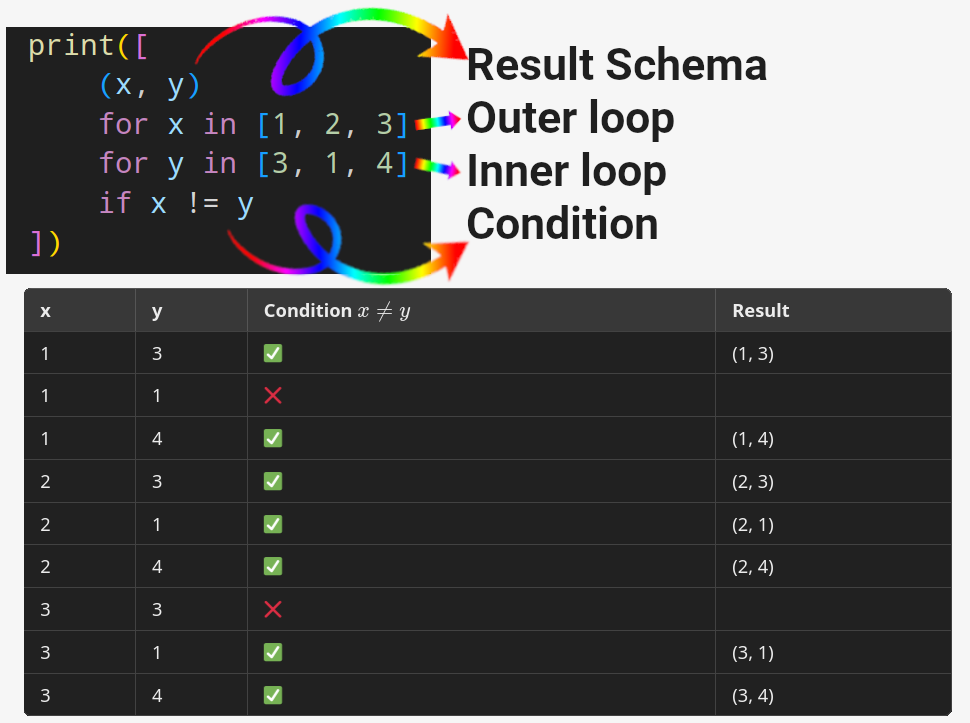 print([
(x, y)
for x in [1, 2, 3]
for y in [3, 1, 4]
if x != y
])
Result Schema
Outer loop
Inner loop
Condition
x y Condition x ≠ y Result
1 3 ✅ (1, 3)
1 1 ❌
1 4 ✅ (1, 4)
2 3 ✅ (2, 3)
2 1 ✅ (2, 1)
2 4 ✅ (2, 4)
3 3 ❌
3 1 ✅ (3, 1)
3 4 ✅ (3, 4)